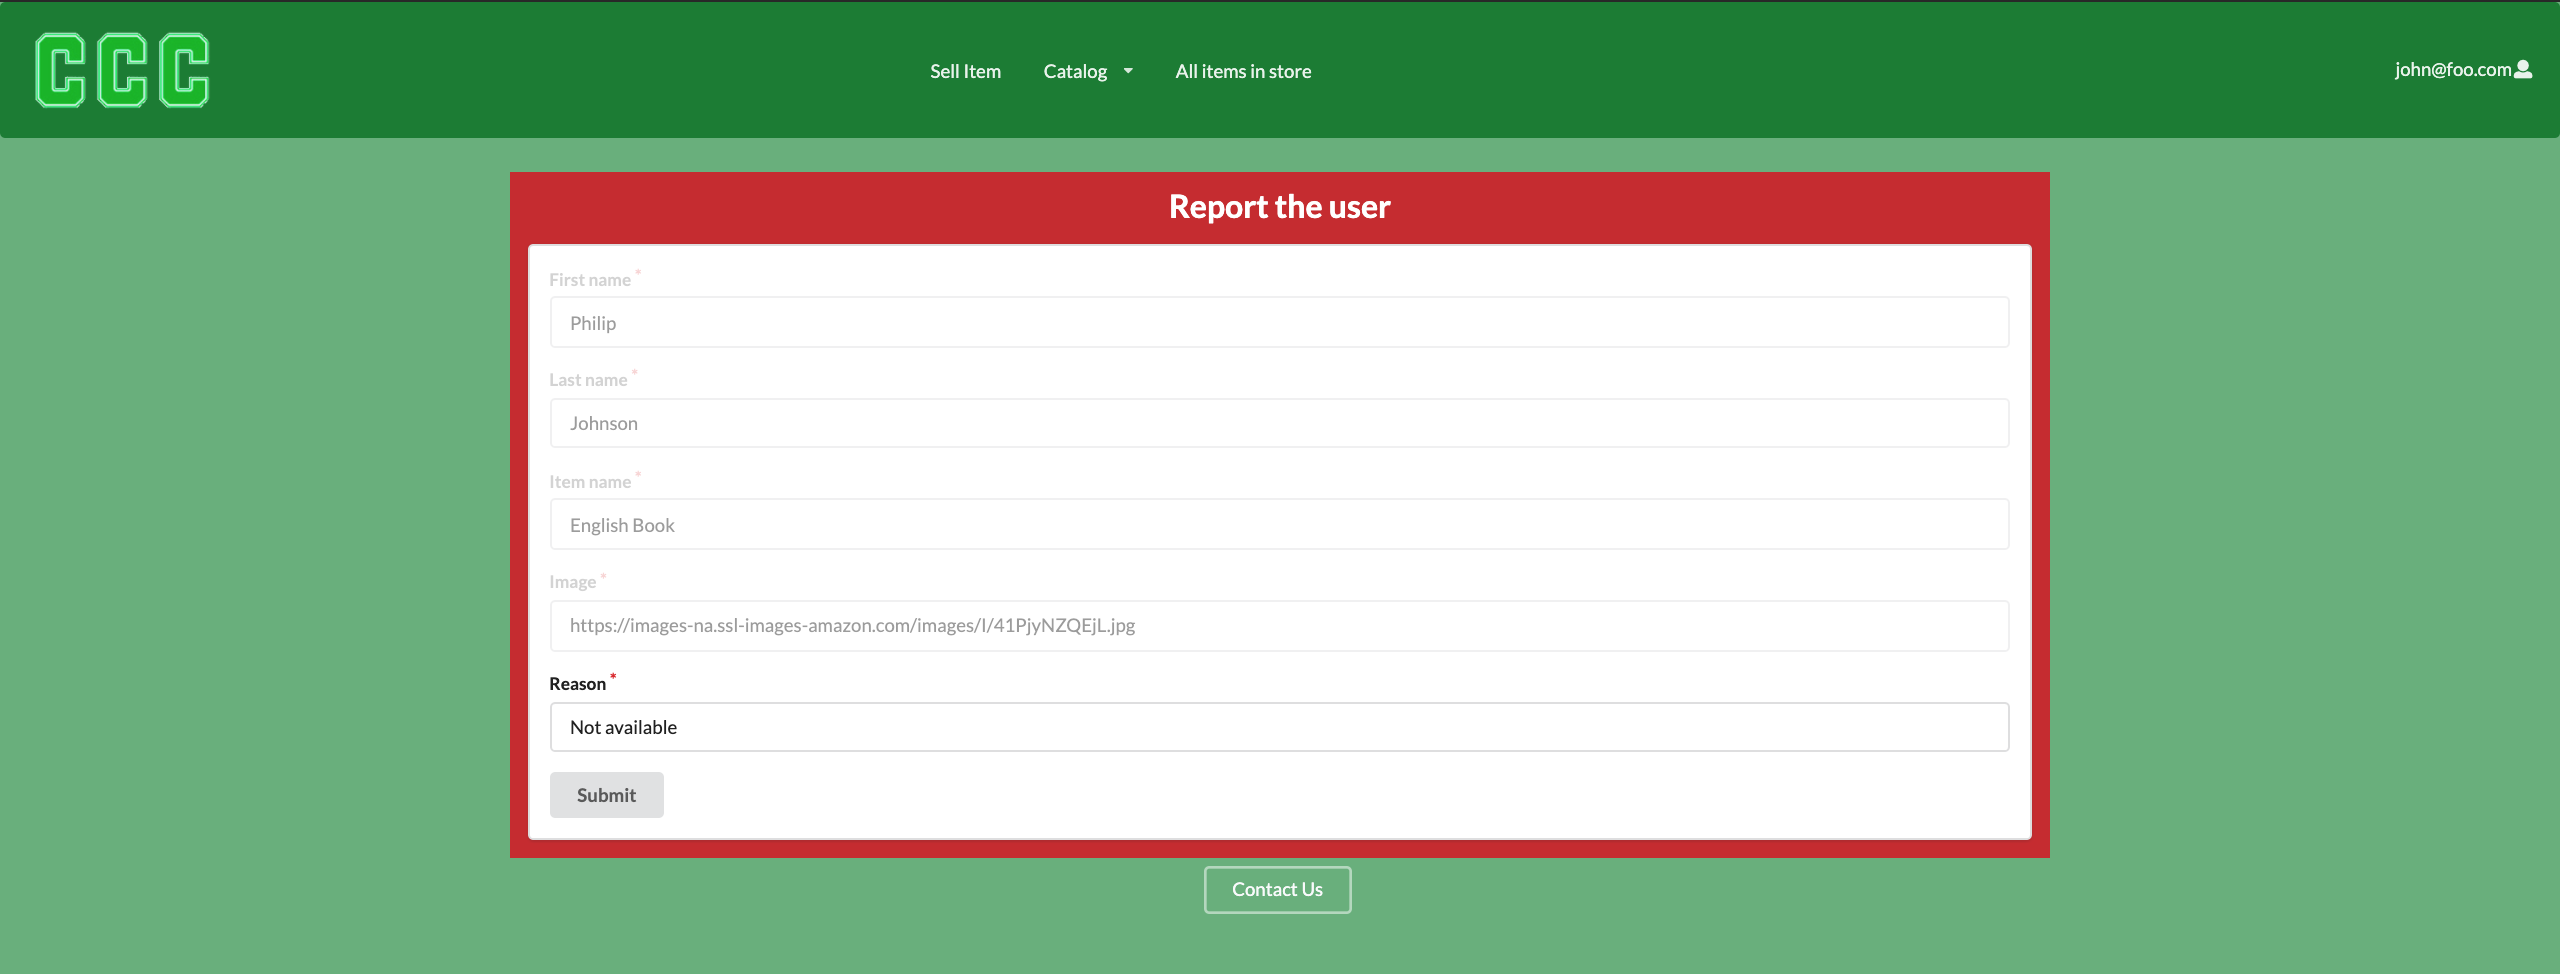 CCC
Sell Item
Catalog
All items in store
john@foo.com
Report the user
First name *
Philip
Last name *
Johnson
Item name *
English Book
Image *
https://images-na.ssl-images-amazon.com/images/I/41PjyNZQEjL.jpg
Reason *
Not available
Submit
Contact Us